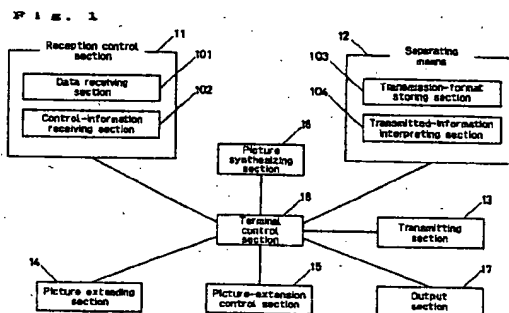 Fig. 1
Reception control
section
11
Data receiving
section
101
Control-information
receiving section
102
12
Separating
means
103
Transmission-format
storing section
104
Transmitted-information
interpreting section
16
Picture
synthesizing
section
18
Terminal
control
section
13
Transmitting
section
14
Picture extending
section
15
Picture-extension
control section
17
Output
section